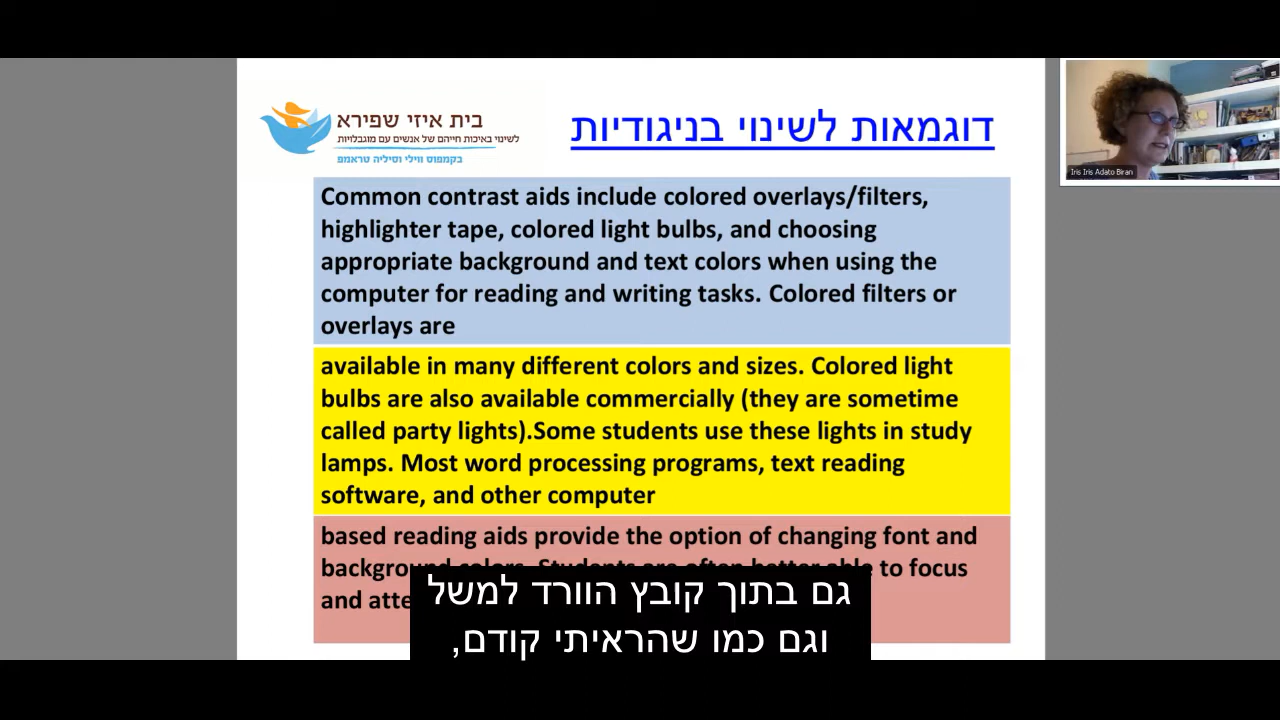 בית איזי שפירא
לשינוי באיכות חייהם של אנשים עם מוגבלויות
בקמפוס ווילי וסיליה טראמפ
דוגמאות לשינוי בניגודיות
Iris Iris Adato Biran
Common contrast aids include colored overlays/filters,
highlighter tape, colored light bulbs, and choosing
appropriate background and text colors when using the
computer for reading and writing tasks. Colored filters or
overlays are
available in many different colors and sizes. Colored light
bulbs are also available commercially (they are sometime
called party lights).Some students use these lights in study
lamps. Most word processing programs, text reading
software, and other computer
based reading aids provide the option of changing font and
to focus
and
גם בתוך קובץ הוורד למשל
וגם כמו שהראיתי קודם,